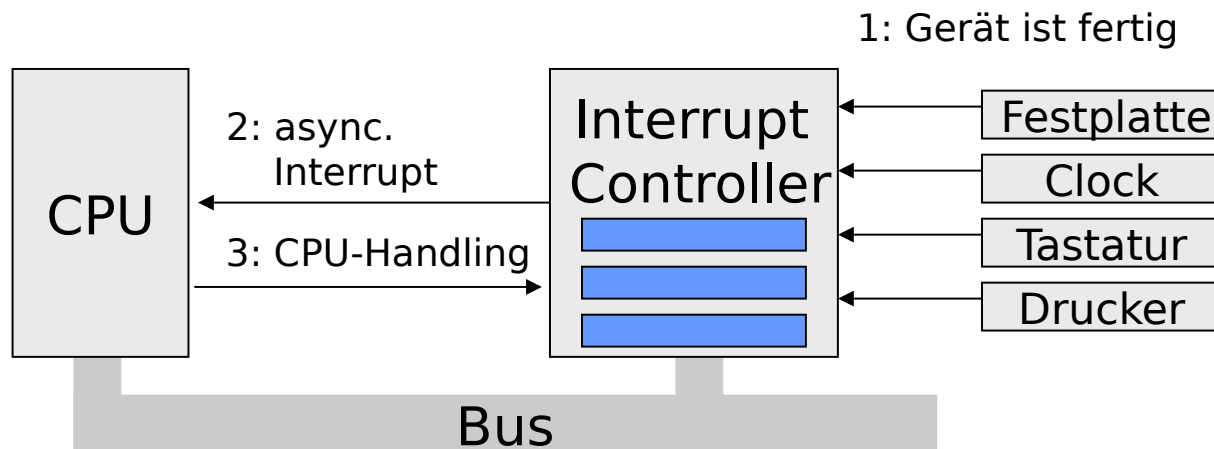 1: Gerät ist fertig
CPU
2: async.
Interrupt
3: CPU-Handling
Interrupt
Controller
Festplatte
Clock
Tastatur
Drucker
Bus